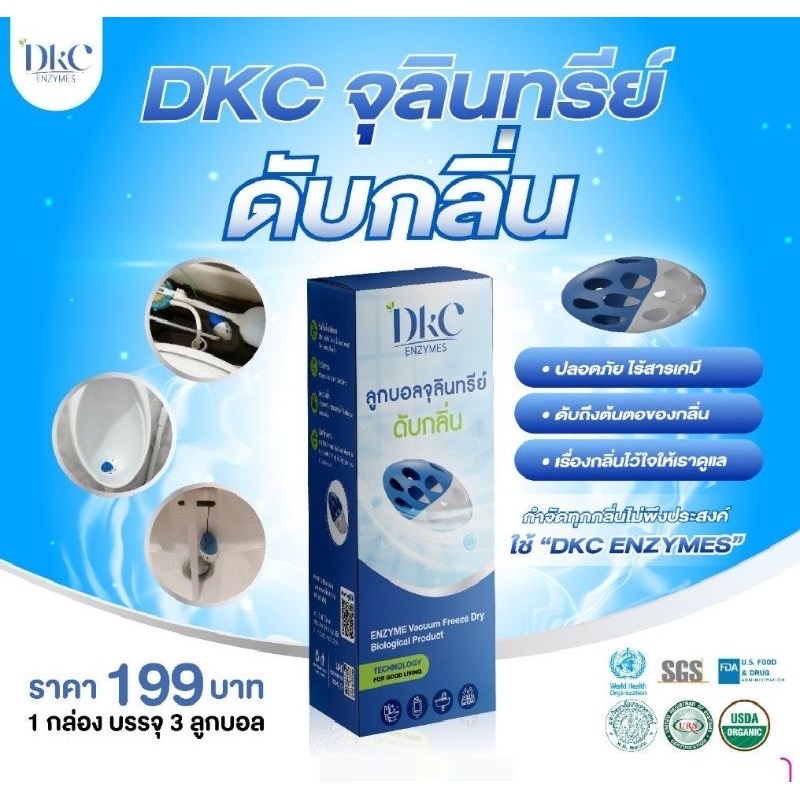 DKC
ENZYMES
DKC จุลินทรีย์
ดับกลิ่น
DKC
ENZYMES
ลูกบอลจุลินทรีย์
ดับกลิ่น
ENZYME Vacuum Freeze Dry
Biological Product
TECHNOLOGY
FOR GOOD LIVING
• ปลอดภัย ไร้สารเคมี
• ดับถึงต้นตอของกลิ่น
• เรื่องกลิ่นไว้ใจให้เราดูแล
กำจัดทุกกลิ่นไม่พึงประสงค์
ใช้ “DKC ENZYMES”
ราคา 199 บาท
1 กล่อง บรรจุ 3 ลูกบอล
World Health
Organization
SGS
FDA
U.S. FOOD
& DRUG
ADMINISTRATION
URS
USDA
ORGANIC